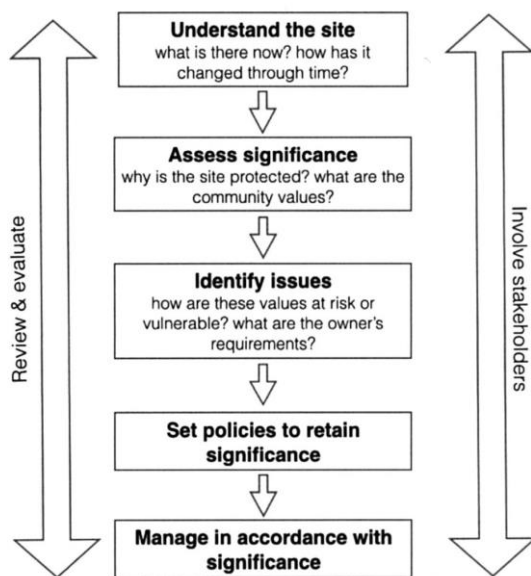 Understand the site
what is there now? how has it
changed through time?
Assess significance
why is the site protected? what are the
community values?
Identify issues
how are these values at risk or
vulnerable? what are the owner's
requirements?
Set policies to retain
significance
Manage in accordance with
significance
Review & evaluate
Involve stakeholders